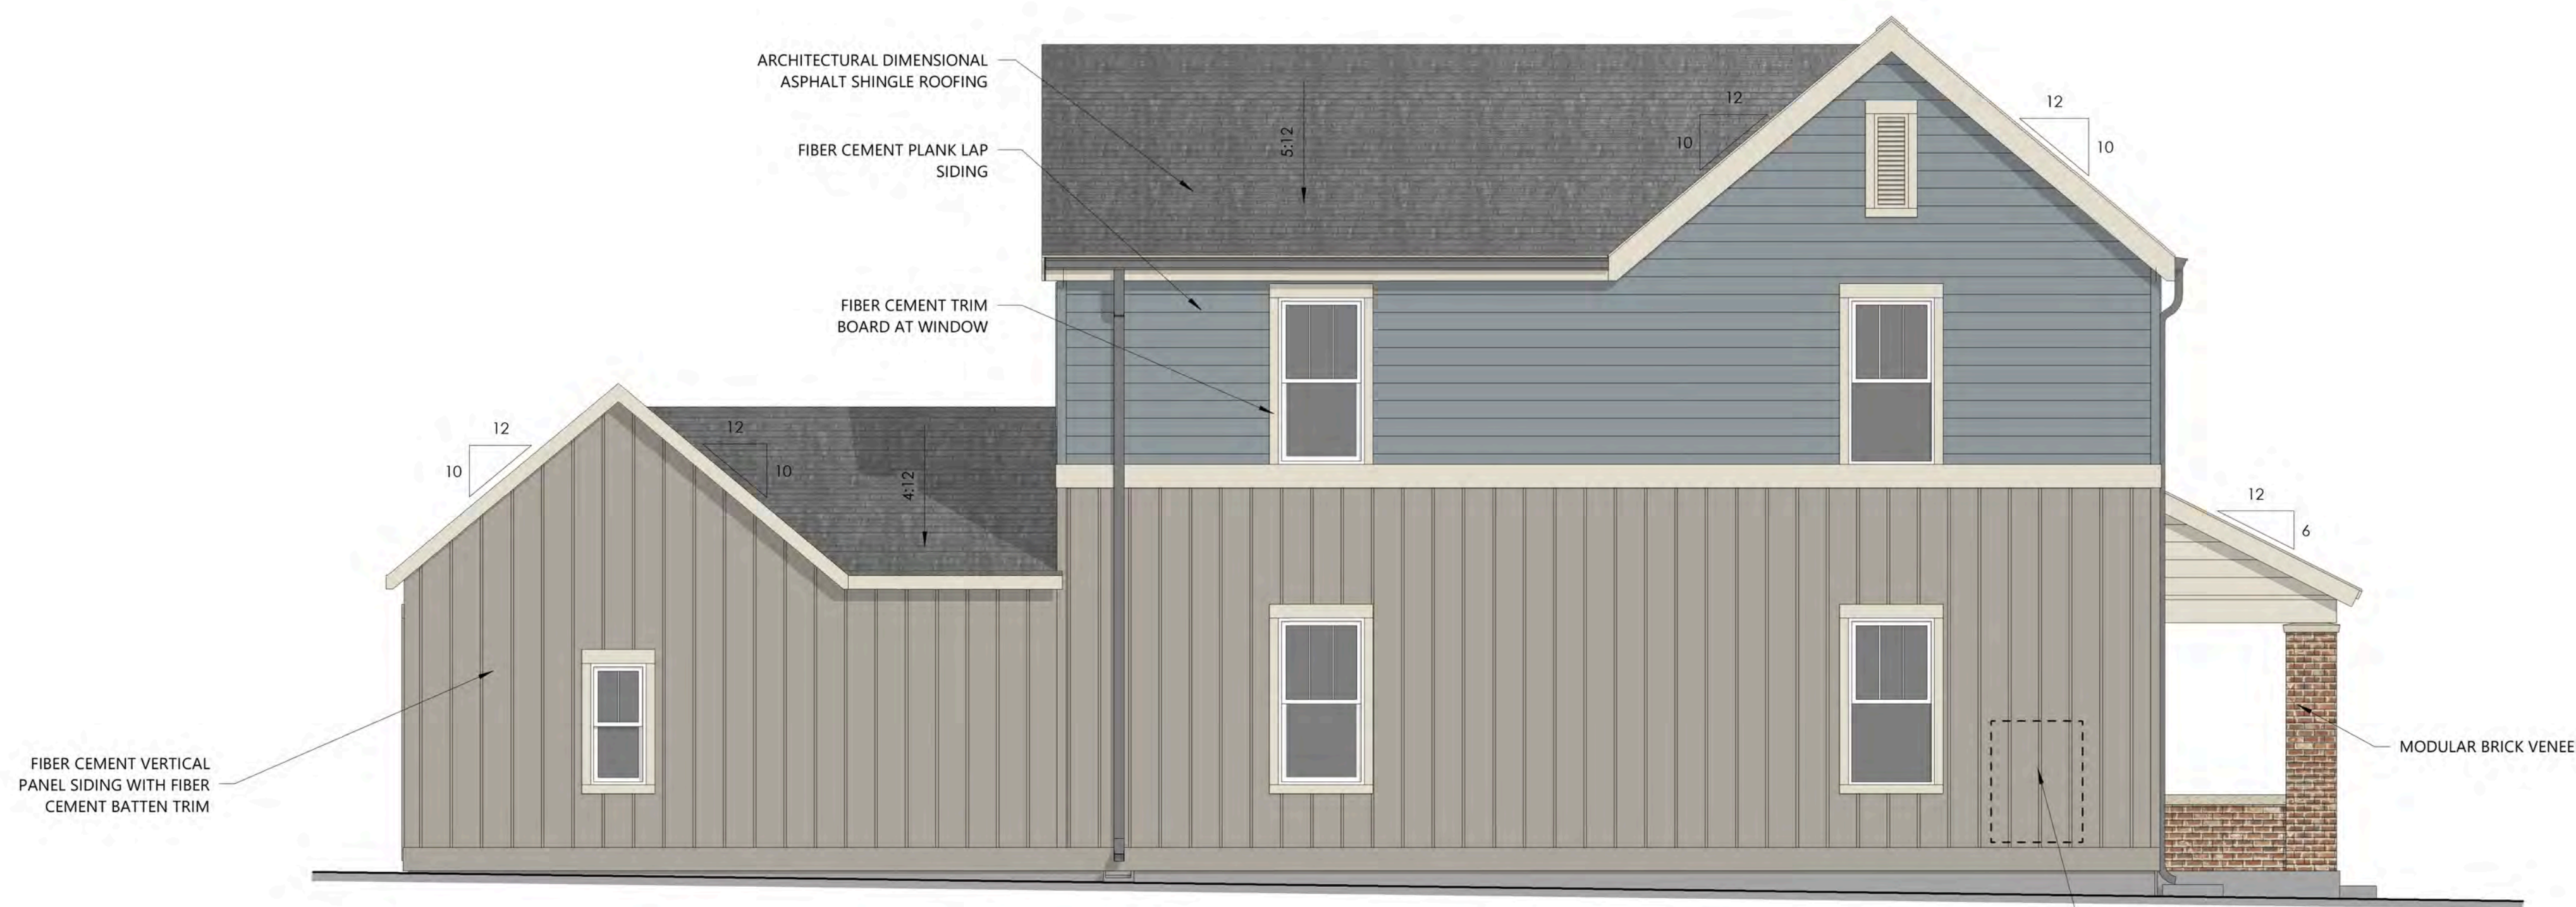 ARCHITECTURAL DIMENSIONAL
ASPHALT SHINGLE ROOFING
FIBER CEMENT PLANK LAP
SIDING
FIBER CEMENT TRIM
BOARD AT WINDOW
5:12
12
10
12
10
12
10
12
10
4:12
12
6
FIBER CEMENT VERTICAL
PANEL SIDING WITH FIBER
CEMENT BATTEN TRIM
MODULAR BRICK VENEE